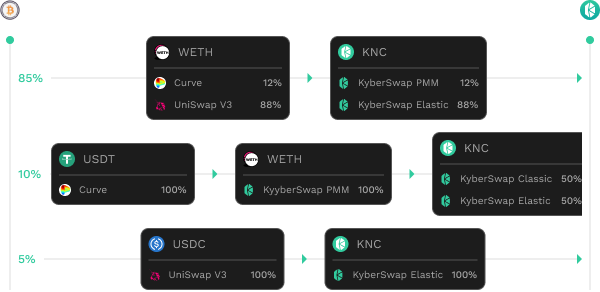 WETH
KNC
85%
Curve 12%
KyberSwap PMM 12%
UniSwap V3 88%
KyberSwap Elastic 88%
USDT
WETH
KNC
10%
Curve 100%
KyyberSwap PMM 100%
KyberSwap Classic 50%
KyberSwap Elastic 50%
USDC
KNC
5%
UniSwap V3 100%
KyberSwap Elastic 100%